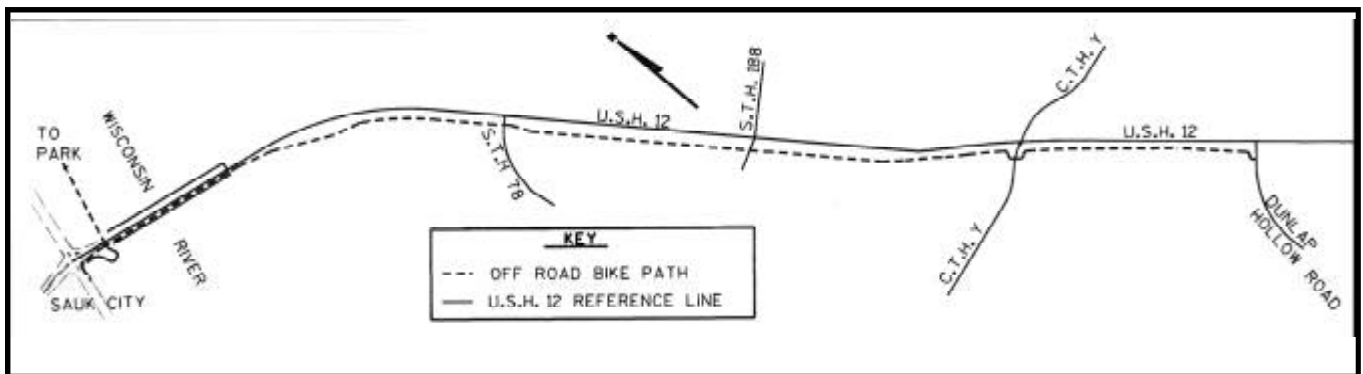 TO
PARK
WISCONSIN
RIVER
SAUK CITY
U.S.H. 12
S.T.H 78
S.T.H. 188
C.T.H. Y
C.T.H. Y
U.S.H. 12
DUNLAP
HOLLOW ROAD
KEY
OFF ROAD BIKE PATH
U.S.H. 12 REFERENCE LINE